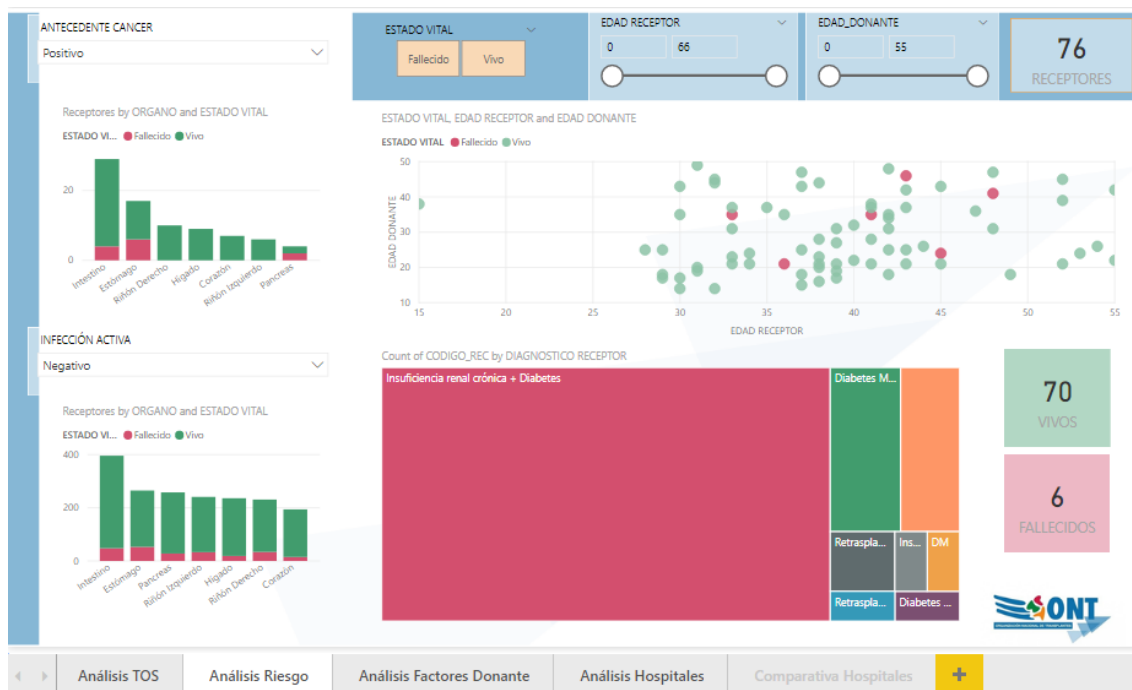 ANTECEDENTE CANCER
Positivo
Receptores by ORGANO and ESTADO VITAL
ESTADO VI... Fallecido Vivo
20
0
Intestino
Estómago
Riñón Derecho
Hígado
Corazón
Riñón Izquierdo
Pancreas
INFECCIÓN ACTIVA
Negativo
Receptores by ORGANO and ESTADO VITAL
ESTADO VI... Fallecido Vivo
400
200
0
Intestino
Estómago
Pancreas
Riñón Izquierdo
Hígado
Riñón Derecho
Corazón
ESTADO VITAL
Fallecido Vivo
EDAD RECEPTOR
0 66
EDAD_DONANTE
0 55
76
RECEPTORES
ESTADO VITAL, EDAD RECEPTOR and EDAD DONANTE
ESTADO VITAL Fallecido Vivo
EDAD DONANTE
50
40
30
20
10
15 20 25 30 35 40 45 50 55
EDAD RECEPTOR
Count of CODIGO_REC by DIAGNOSTICO RECEPTOR
Insuficiencia renal crónica + Diabetes
Diabetes M...
Retraspla...
Ins...
DM
Retraspla...
Diabetes ...
70
VIVOS
6
FALLECIDOS
ONT
Análisis TOS
Análisis Riesgo
Análisis Factores Donante
Análisis Hospitales
Comparativa Hospitales
+